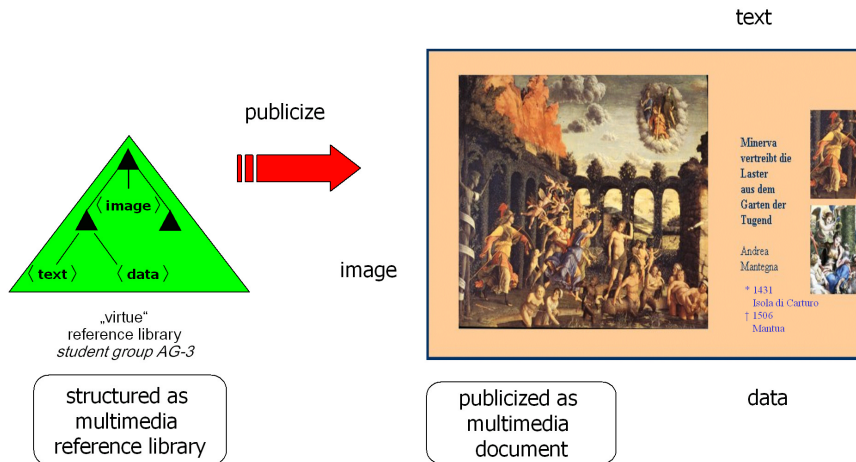 text
publicize
〈 image 〉
〈 text 〉
〈 data 〉
image
„virtue“
reference library
student group AG-3
structured as
multimedia
reference library
Minerva
vertreibt die
Laster
aus dem
Garten der
Tugend
Andrea
Mantegna
* 1431
Isola di Carturo
† 1506
Mantua
publicized as
multimedia
document
data